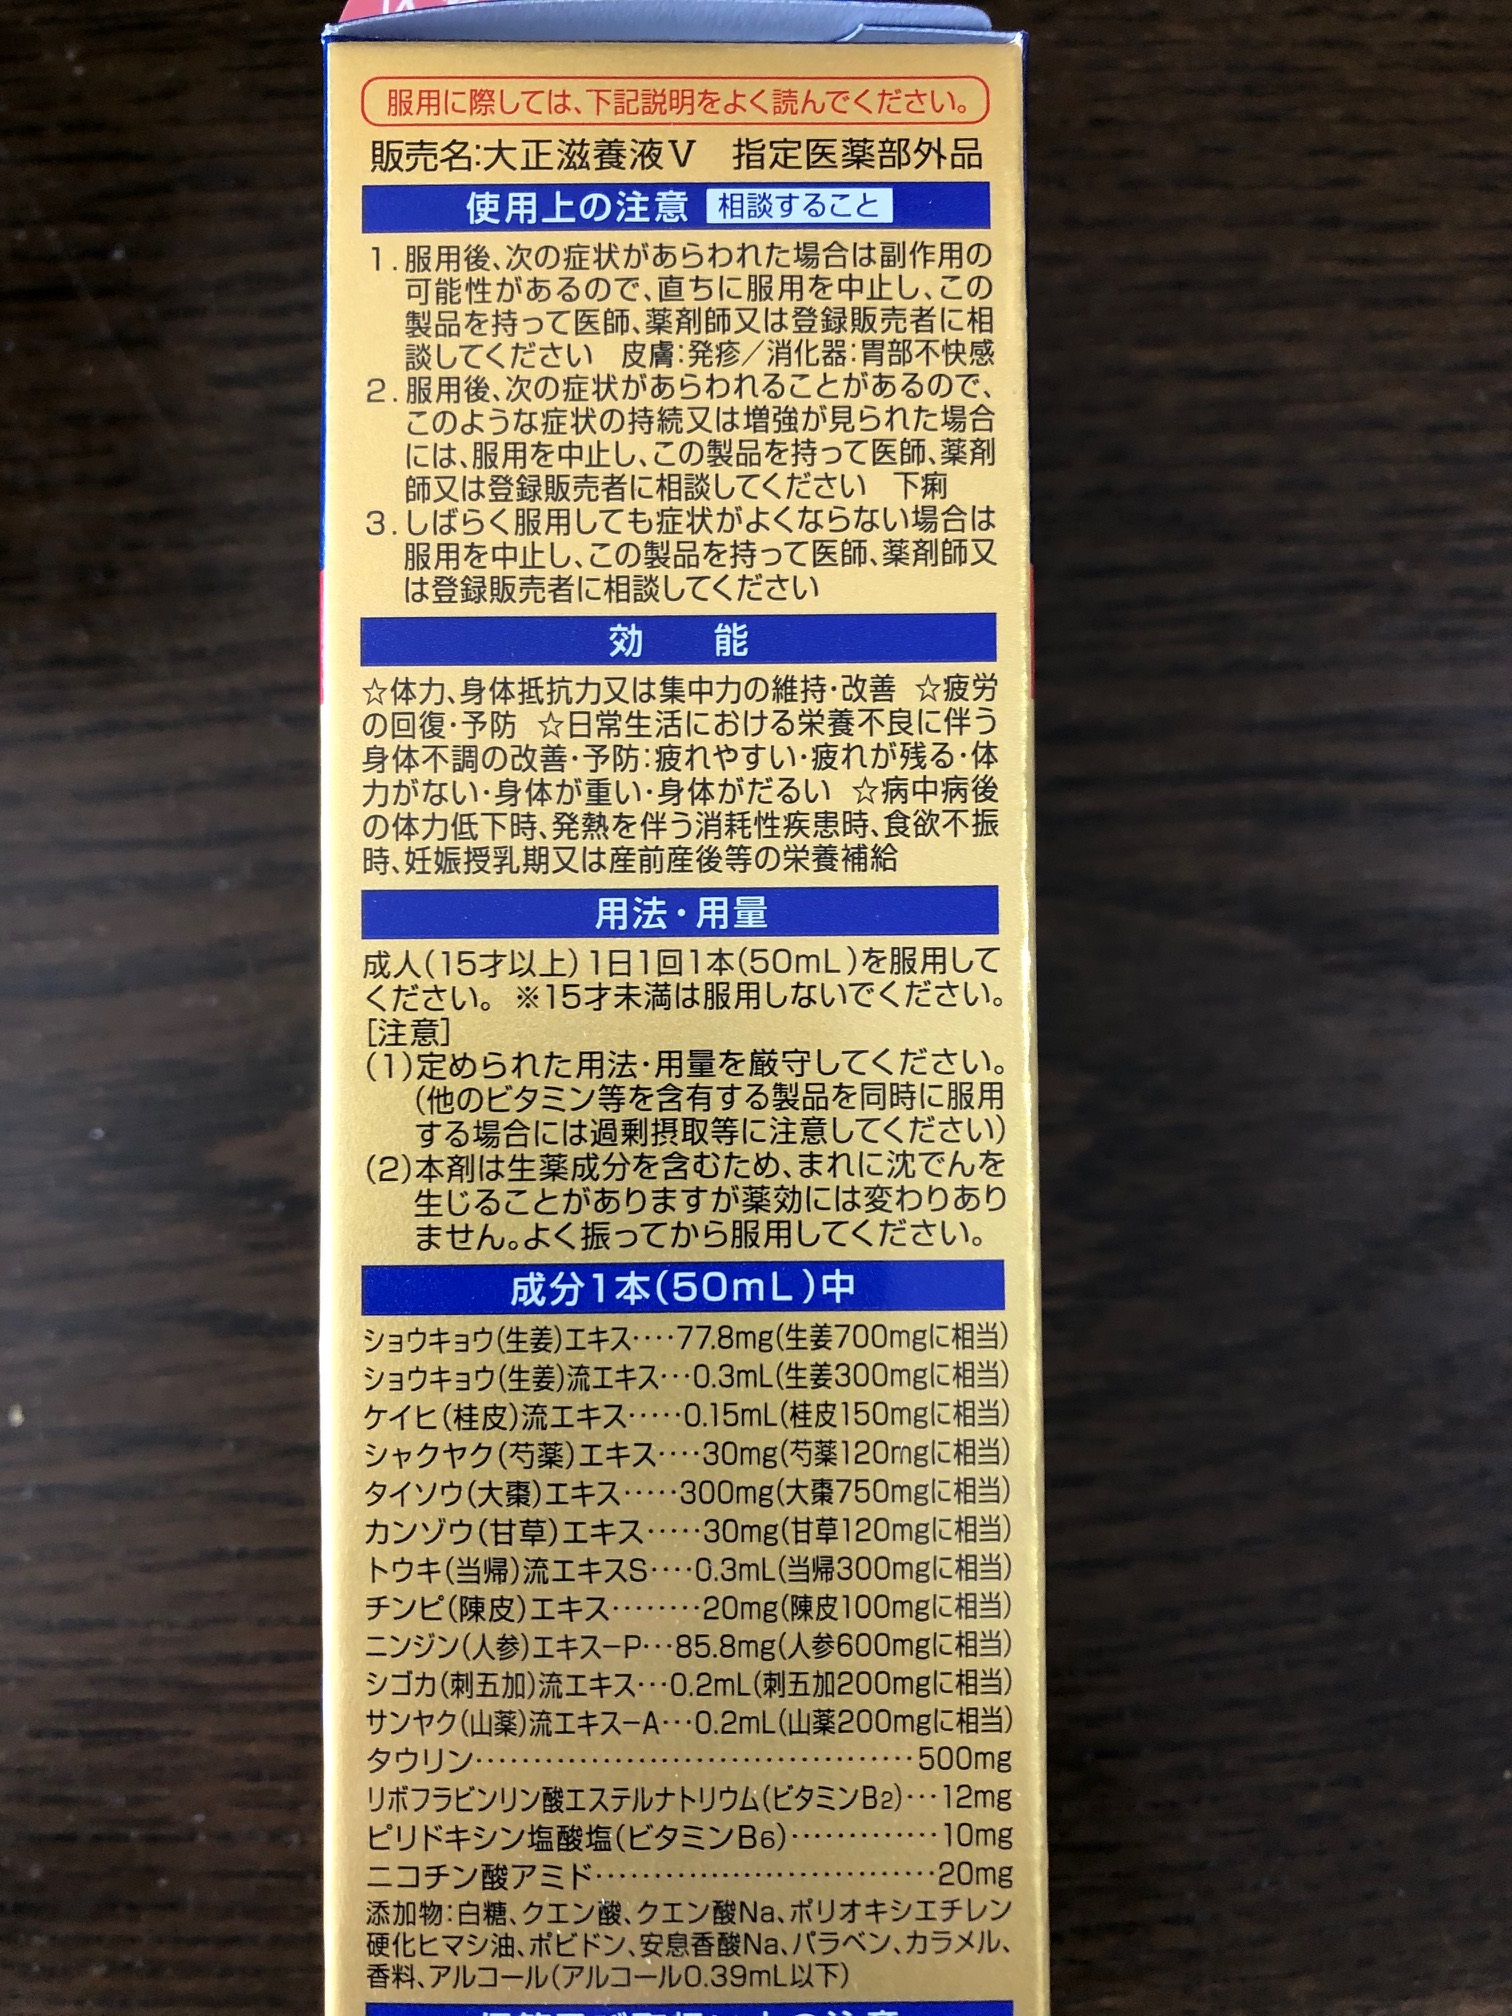 服用に際しては、下記説明をよく読んでください。
販売名:大正滋養液V 指定医薬部外品
使用上の注意 相談すること
1.服用後、次の症状があらわれた場合は副作用の
可能性があるので、直ちに服用を中止し、この
製品を持って医師、薬剤師又は登録販売者に相
談してください 皮膚:発疹/消化器:胃部不快感
2.服用後、次の症状があらわれることがあるので、
このような症状の持続又は増強が見られた場合
には、服用を中止し、この製品を持って医師、薬剤
師又は登録販売者に相談してください 下痢
3.しばらく服用しても症状がよくならない場合は
服用を中止し、この製品を持って医師、薬剤師又
は登録販売者に相談してください
効 能
☆体力、身体抵抗力又は集中力の維持・改善 ☆疲労
の回復・予防 ☆日常生活における栄養不良に伴う
身体不調の改善・予防:疲れやすい・疲れが残る・体
力がない・身体が重い・身体がだるい ☆病中病後
の体力低下時、発熱を伴う消耗性疾患時、食欲不振
時、妊娠授乳期又は産前産後等の栄養補給
用法・用量
成人(15才以上)1日1回1本(50mL)を服用して
ください。 ※15才未満は服用しないでください。
[注意]
(1)定められた用法・用量を厳守してください。
(他のビタミン等を含有する製品を同時に服用
する場合には過剰摂取等に注意してください)
(2)本剤は生薬成分を含むため、まれに沈でんを
生じることがありますが薬効には変わりあり
ません。よく振ってから服用してください。
成分1本(50mL)中
ショウキョウ(生姜)エキス‥‥77.8mg(生姜700mgに相当)
ショウキョウ(生姜)流エキス…0.3mL(生姜300mgに相当)
ケイヒ(桂皮)流エキス……0.15mL(桂皮150mgに相当)
シャクヤク(芍薬)エキス‥‥30mg(芍薬120mgに相当)
タイソウ(大棗)エキス……300mg(大棗750mgに相当)
カンゾウ(甘草)エキス……30mg(甘草120mgに相当)
トウキ(当帰)流エキスS‥‥0.3mL(当帰300mgに相当)
チンピ(陳皮)エキス………20mg(陳皮100mgに相当)
ニンジン(人参)エキス−P…85.8mg(人参600mgに相当)
シゴカ(刺五加)流エキス…0.2mL(刺五加200mgに相当)
サンヤク(山薬)流エキス−A…0.2mL(山薬200mgに相当)
タウリン…………………………………500mg
リボフラビンリン酸エステルナトリウム(ビタミンB2)…12mg
ピリドキシン塩酸塩(ビタミンB6)…………10mg
ニコチン酸アミド…………………………20mg
添加物:白糖、クエン酸、クエン酸Na、ポリオキシエチレン
硬化ヒマシ油、ポビドン、安息香酸Na、パラベン、カラメル、
香料、アルコール(アルコール0.39mL以下)